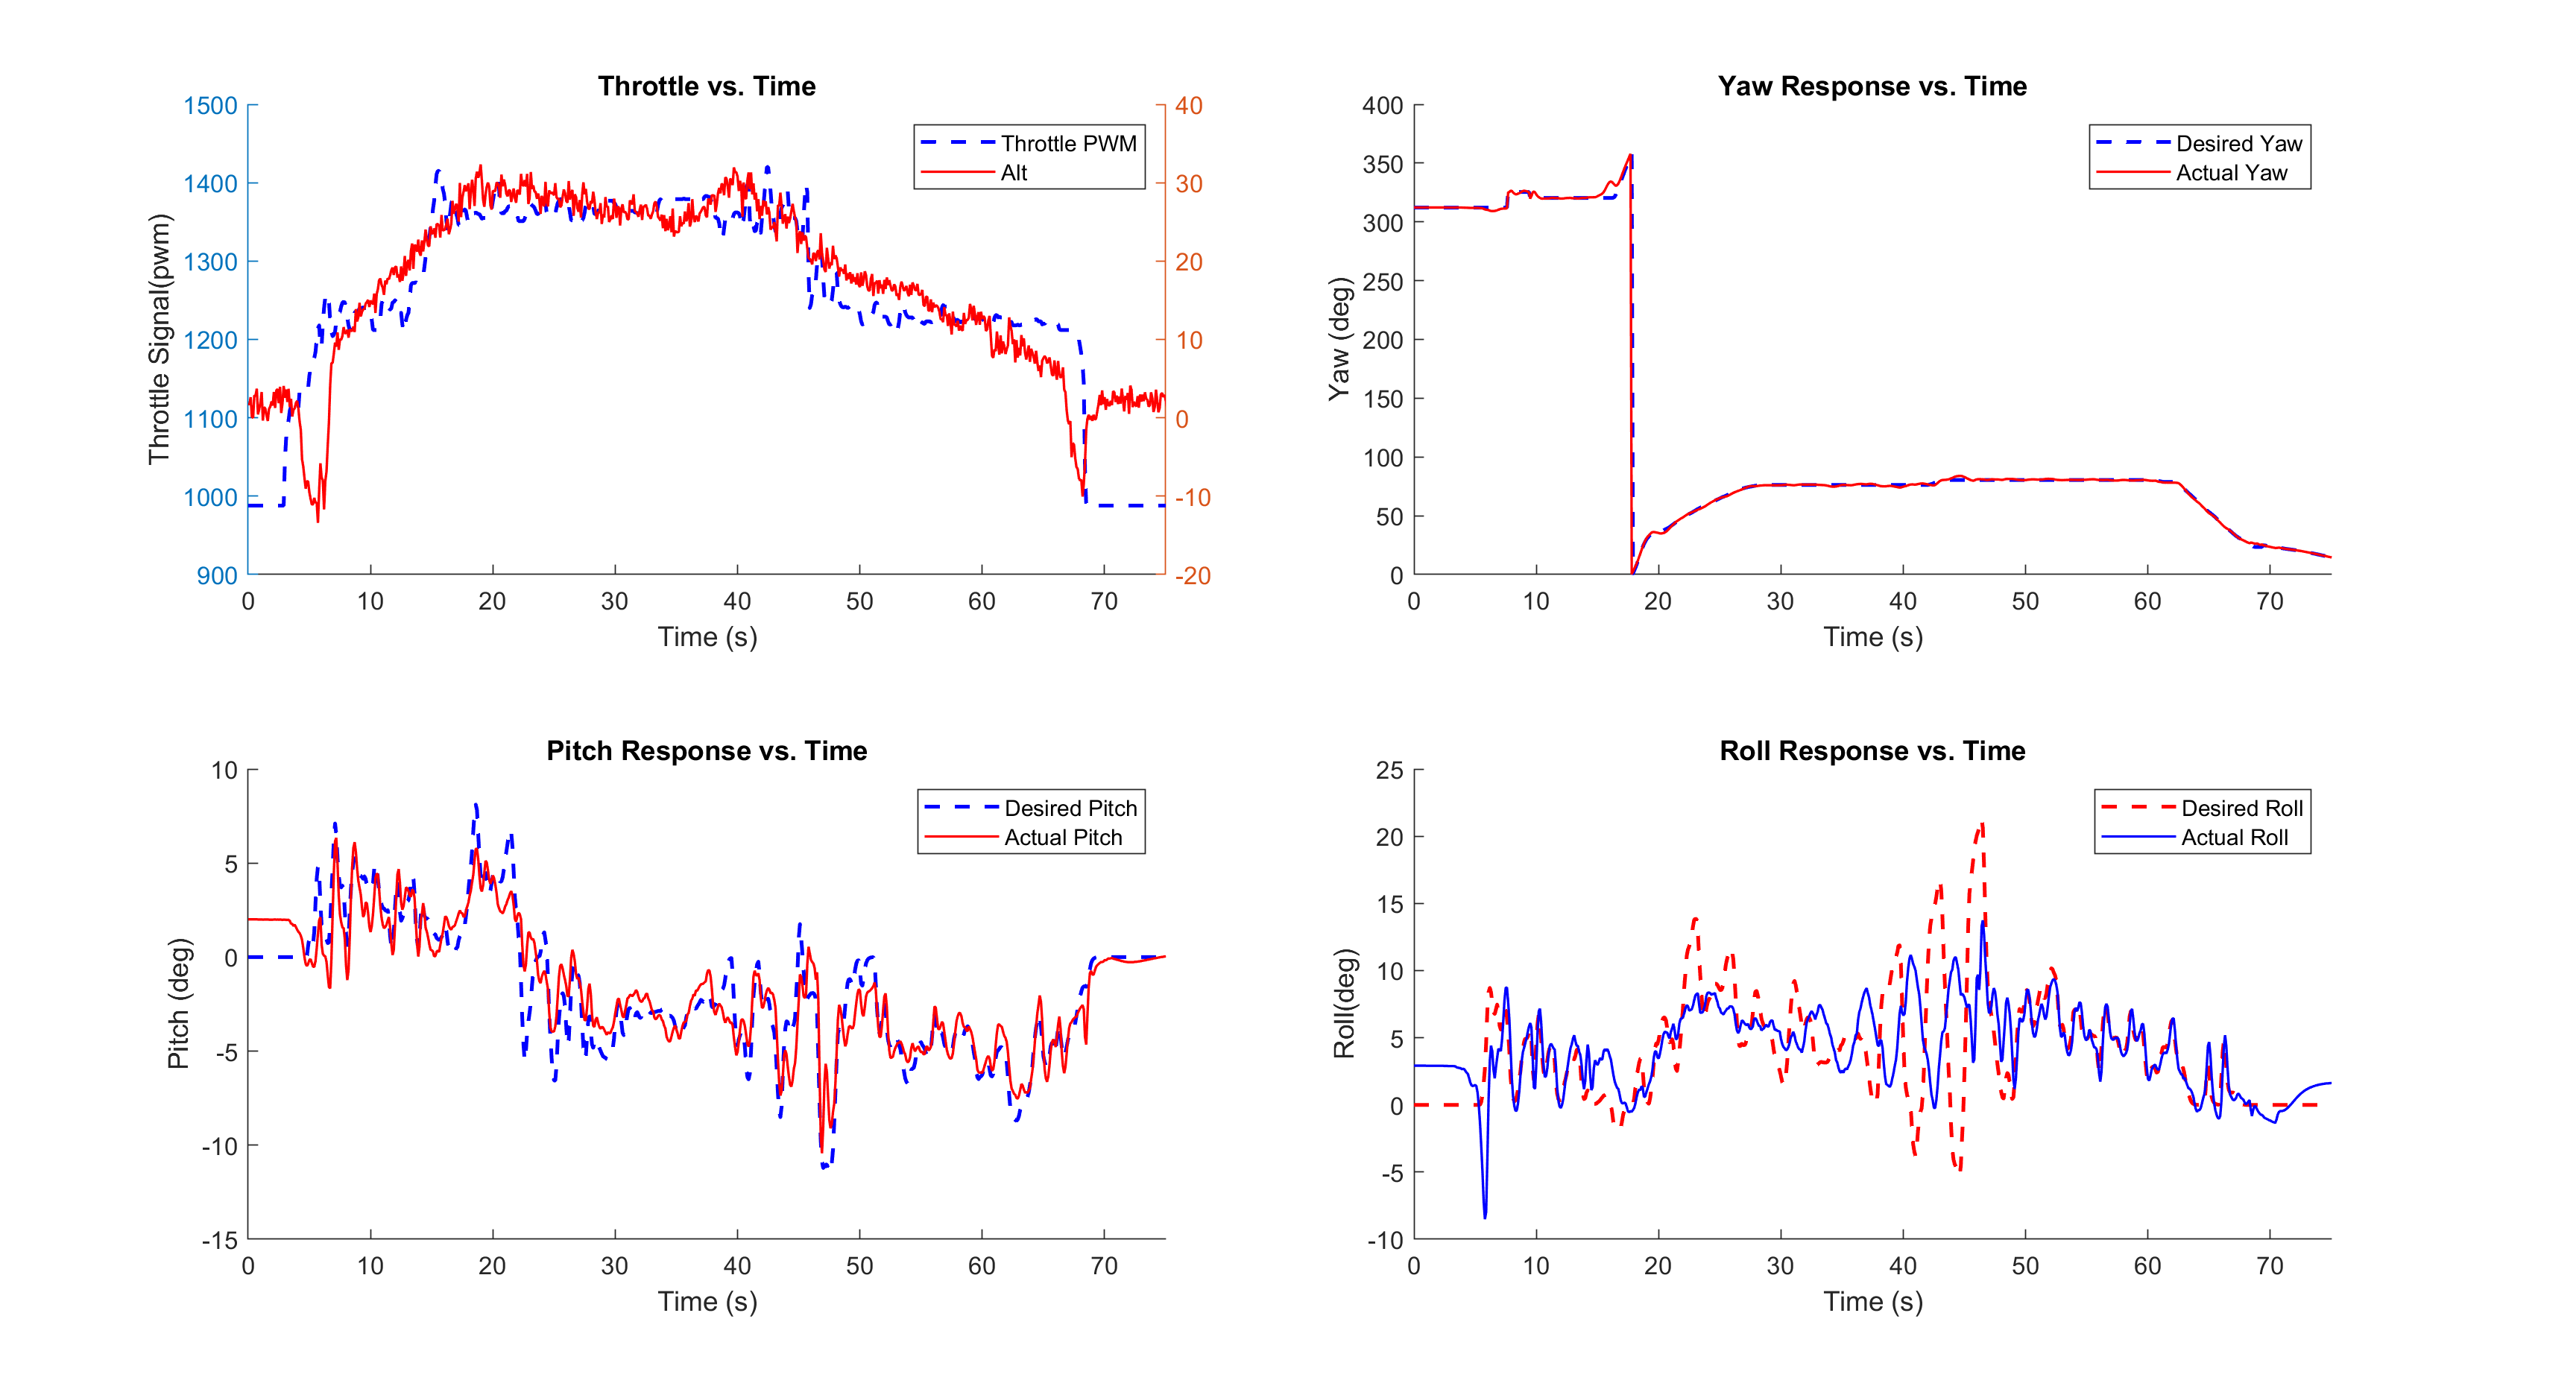 Throttle vs. Time
1500
1400
1300
1200
1100
1000
900
Throttle Signal(pwm)
40
30
20
10
0
-10
-20
Throttle PWM
Alt
0 10 20 30 40 50 60 70
Time (s)
Yaw Response vs. Time
400
350
300
250
200
150
100
50
0
Yaw (deg)
Desired Yaw
Actual Yaw
0 10 20 30 40 50 60 70
Time (s)
Pitch Response vs. Time
10
5
0
-5
-10
-15
Pitch (deg)
Desired Pitch
Actual Pitch
0 10 20 30 40 50 60 70
Time (s)
Roll Response vs. Time
25
20
15
10
5
0
-5
-10
Roll(deg)
Desired Roll
Actual Roll
0 10 20 30 40 50 60 70
Time (s)